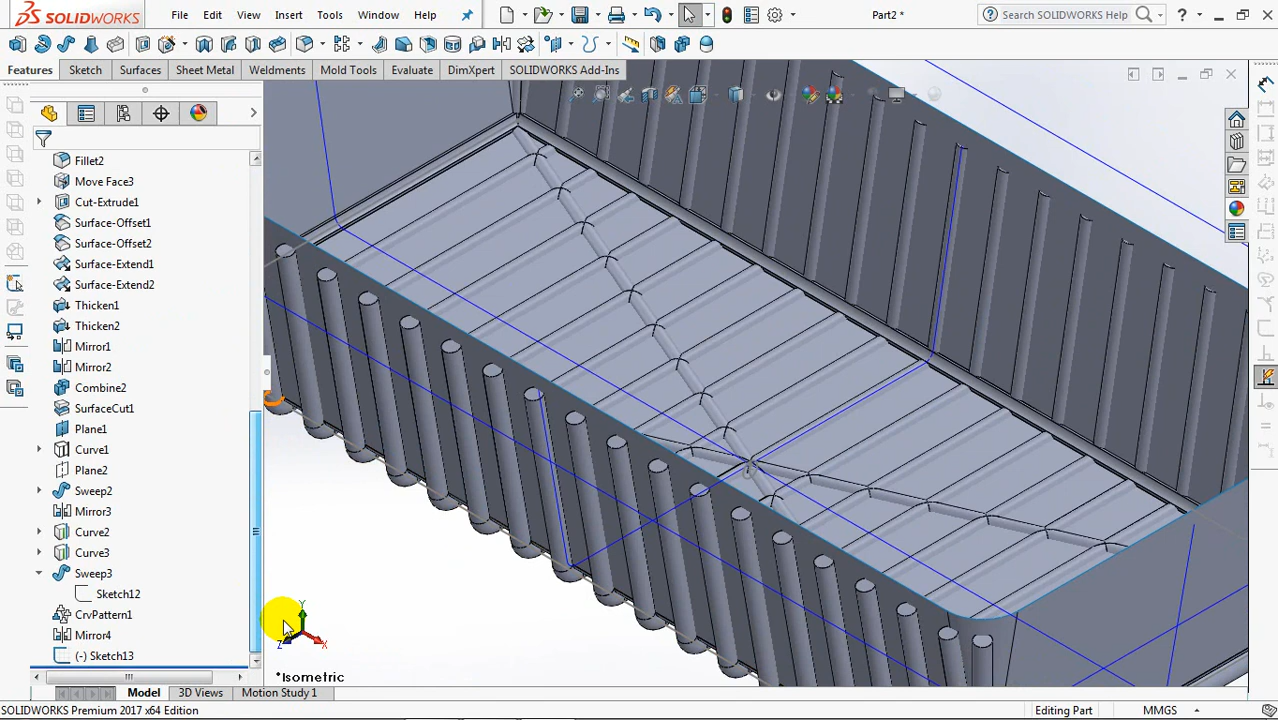 SOLIDWORKS File Edit View Insert Tools Window Help Part2 * Search SOLIDWORKS Help
Features Sketch Surfaces Sheet Metal Weldments Mold Tools Evaluate DimXpert SOLIDWORKS Add-Ins
Fillet2
Move Face3
Cut-Extrude1
Surface-Offset1
Surface-Offset2
Surface-Extend1
Surface-Extend2
Thicken1
Thicken2
Mirror1
Mirror2
Combine2
SurfaceCut1
Plane1
Curve1
Plane2
Sweep2
Mirror3
Curve2
Curve3
Sweep3
Sketch12
CrvPattern1
Mirror4
(-) Sketch13
Y
Z X
*Isometric
Model 3D Views Motion Study 1
SOLIDWORKS Premium 2017 x64 Edition Editing Part MMGS